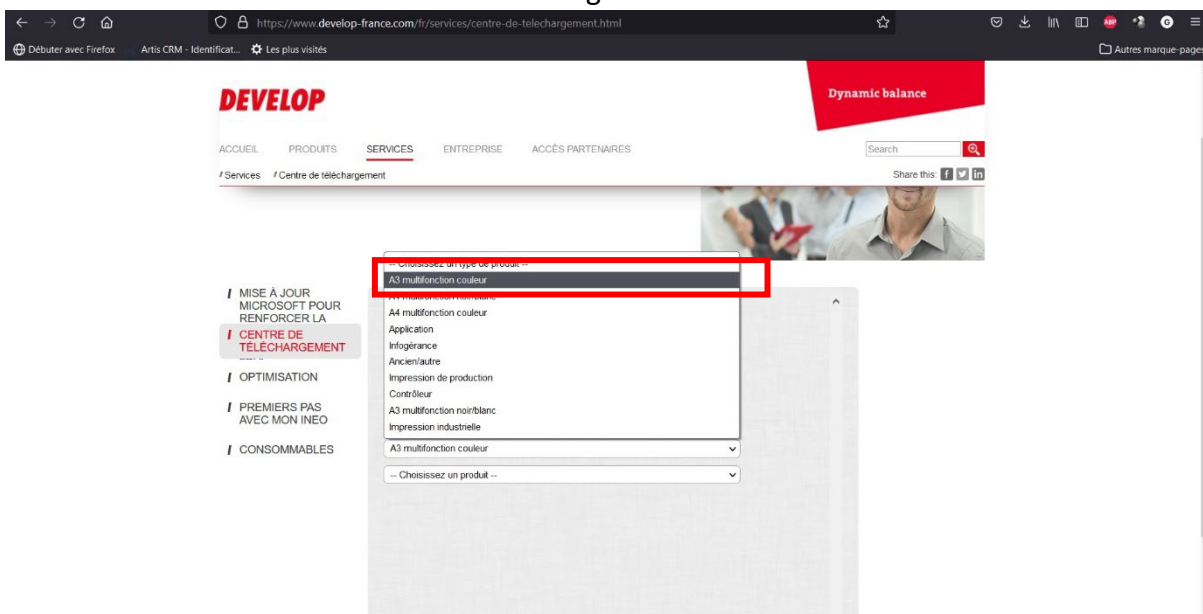 https://www.develop-france.com/fr/services/centre-de-telechargement.html
Débuter avec Firefox
Artis CRM - Identificat...
Les plus visités
Autres marque-pages
DEVELOP
Dynamic balance
ACCUEIL PRODUITS SERVICES ENTREPRISE ACCÈS PARTENAIRES
Search
/ Services / Centre de téléchargement
Share this:
-- Choisissez un type de produit --
A3 multifonction couleur
A4 multifonction noir/blanc
A4 multifonction couleur
Application
Infogérance
Ancien/autre
Impression de production
Contrôleur
A3 multifonction noir/blanc
Impression industrielle
A3 multifonction couleur
-- Choisissez un produit --
/ MISE À JOUR
MICROSOFT POUR
RENFORCER LA
/ CENTRE DE
TÉLÉCHARGEMENT
/ OPTIMISATION
/ PREMIERS PAS
AVEC MON INEO
/ CONSOMMABLES